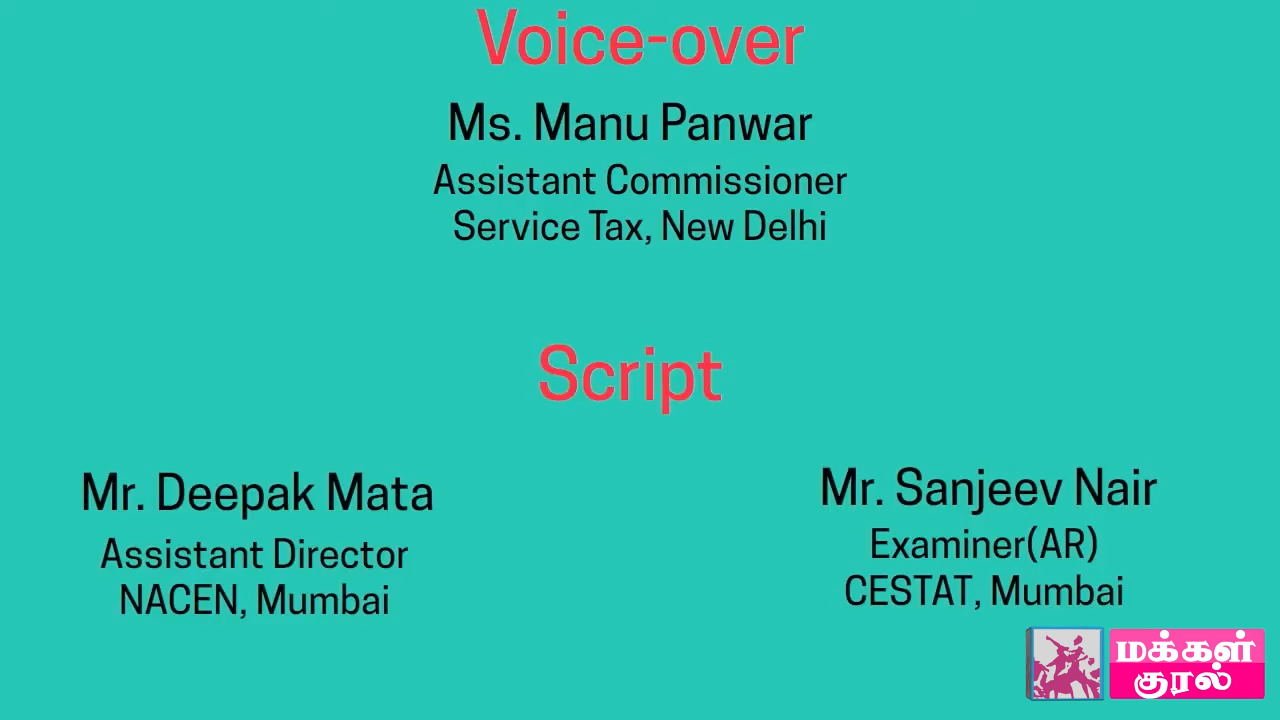 Voice-over
Ms. Manu Panwar
Assistant Commissioner
Service Tax, New Delhi
Script
Mr. Deepak Mata
Assistant Director
NACEN, Mumbai
Mr. Sanjeev Nair
Examiner(AR)
CESTAT, Mumbai
மக்கள்
குரல்